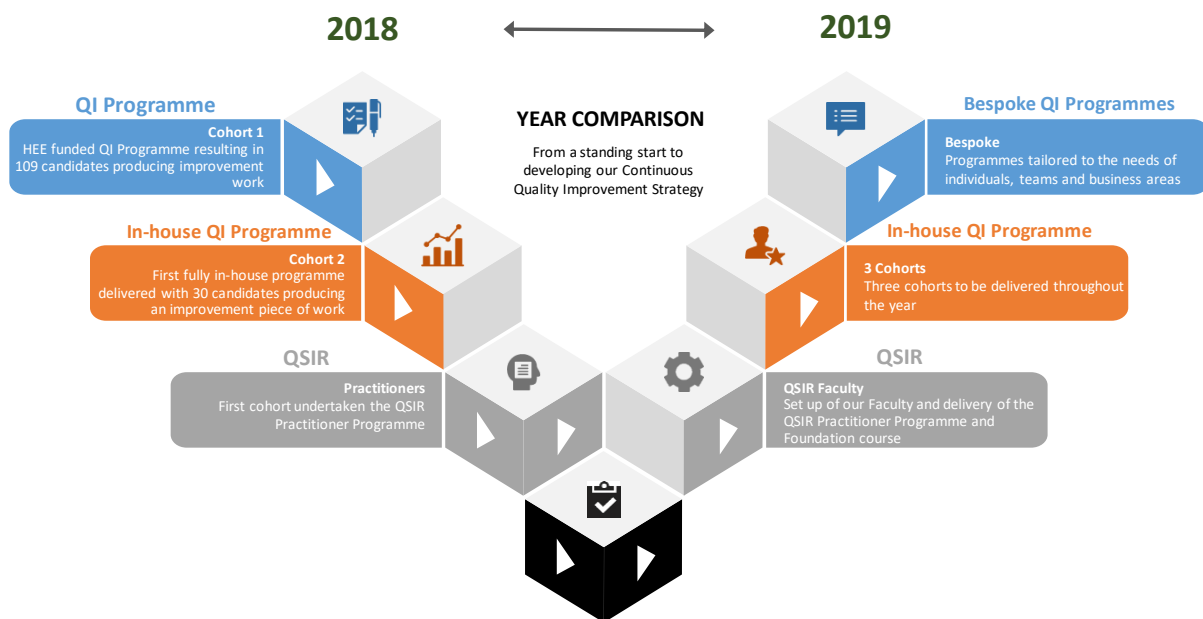 2018
2019
YEAR COMPARISON
From a standing start to
developing our Continuous
Quality Improvement Strategy
QI Programme
Cohort 1
HEE funded QI Programme resulting in
109 candidates producing improvement
work
In-house QI Programme
Cohort 2
First fully in-house programme
delivered with 30 candidates producing
an improvement piece of work
QSIR
Practitioners
First cohort undertaken the QSIR
Practitioner Programme
Bespoke QI Programmes
Bespoke
Programmes tailored to the needs of
individuals, teams and business areas
In-house QI Programme
3 Cohorts
Three cohorts to be delivered throughout
the year
QSIR
QSIR Faculty
Set up of our Faculty and delivery of the
QSIR Practitioner Programme and
Foundation course